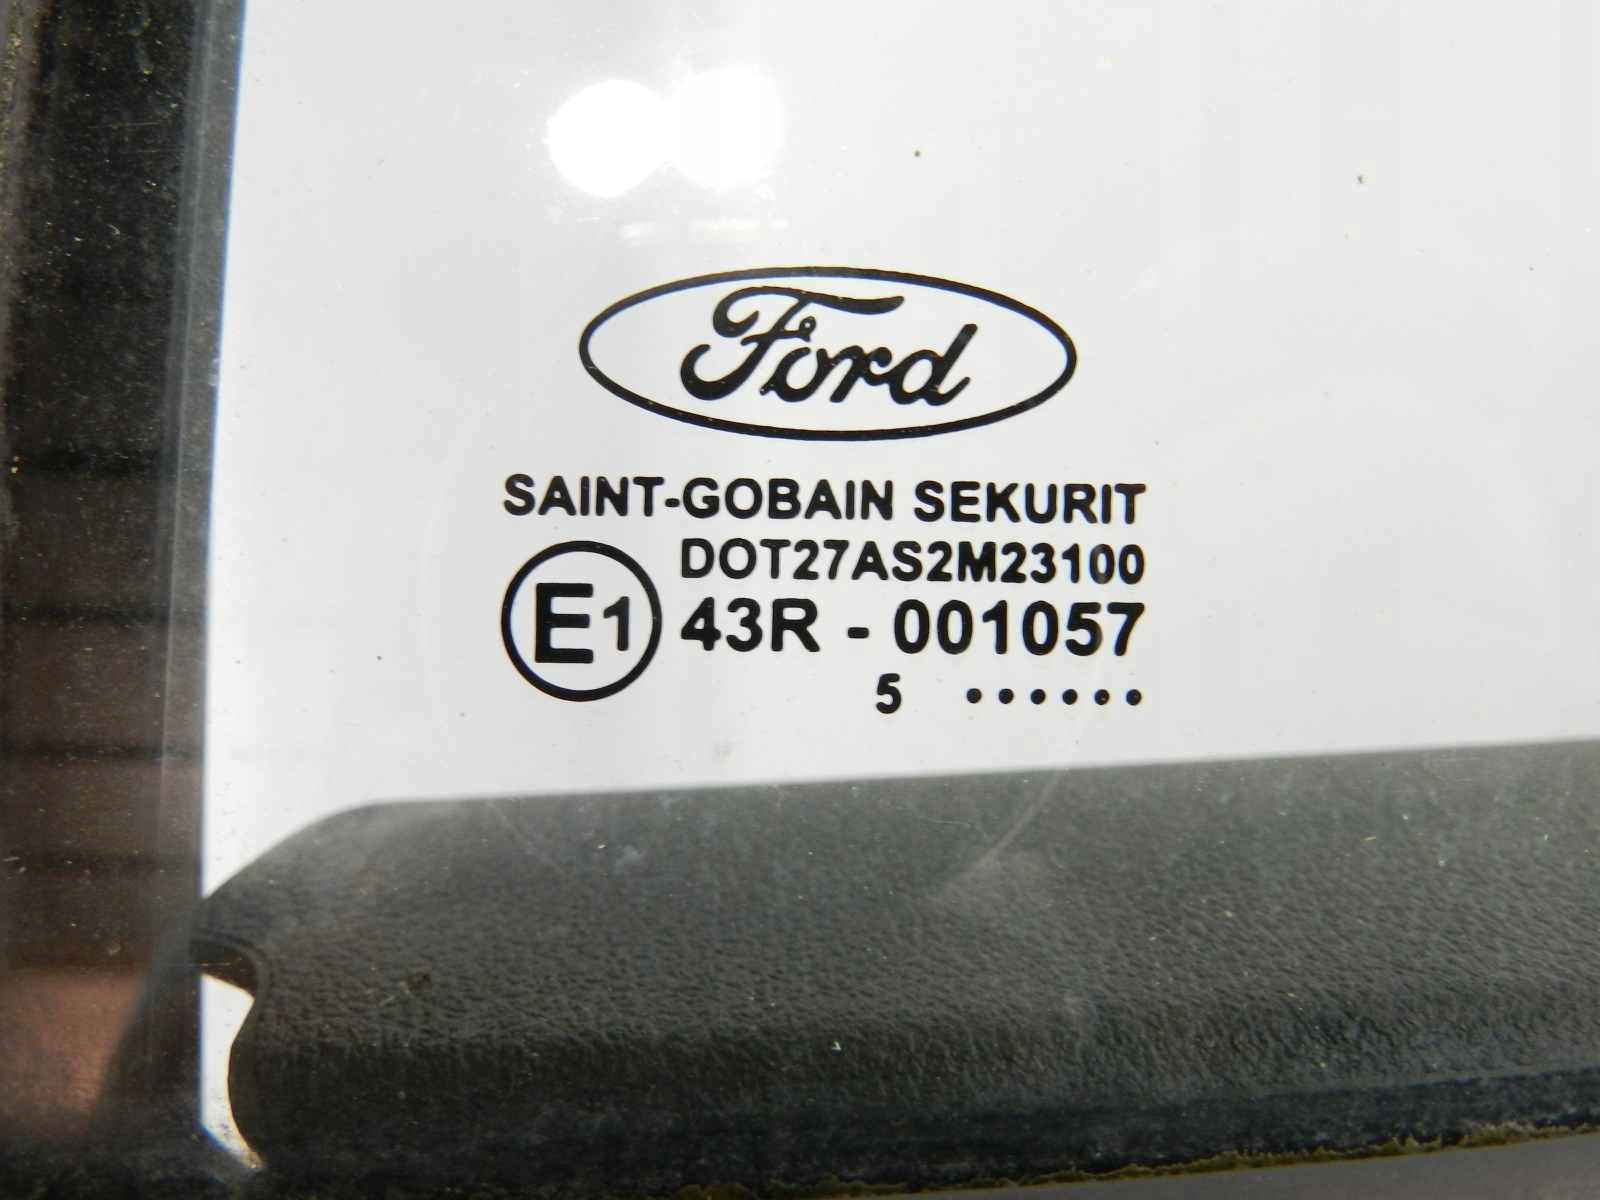 Ford
SAINT-GOBAIN SEKURIT
DOT27AS2M23100
E1 43R - 001057
5 ......